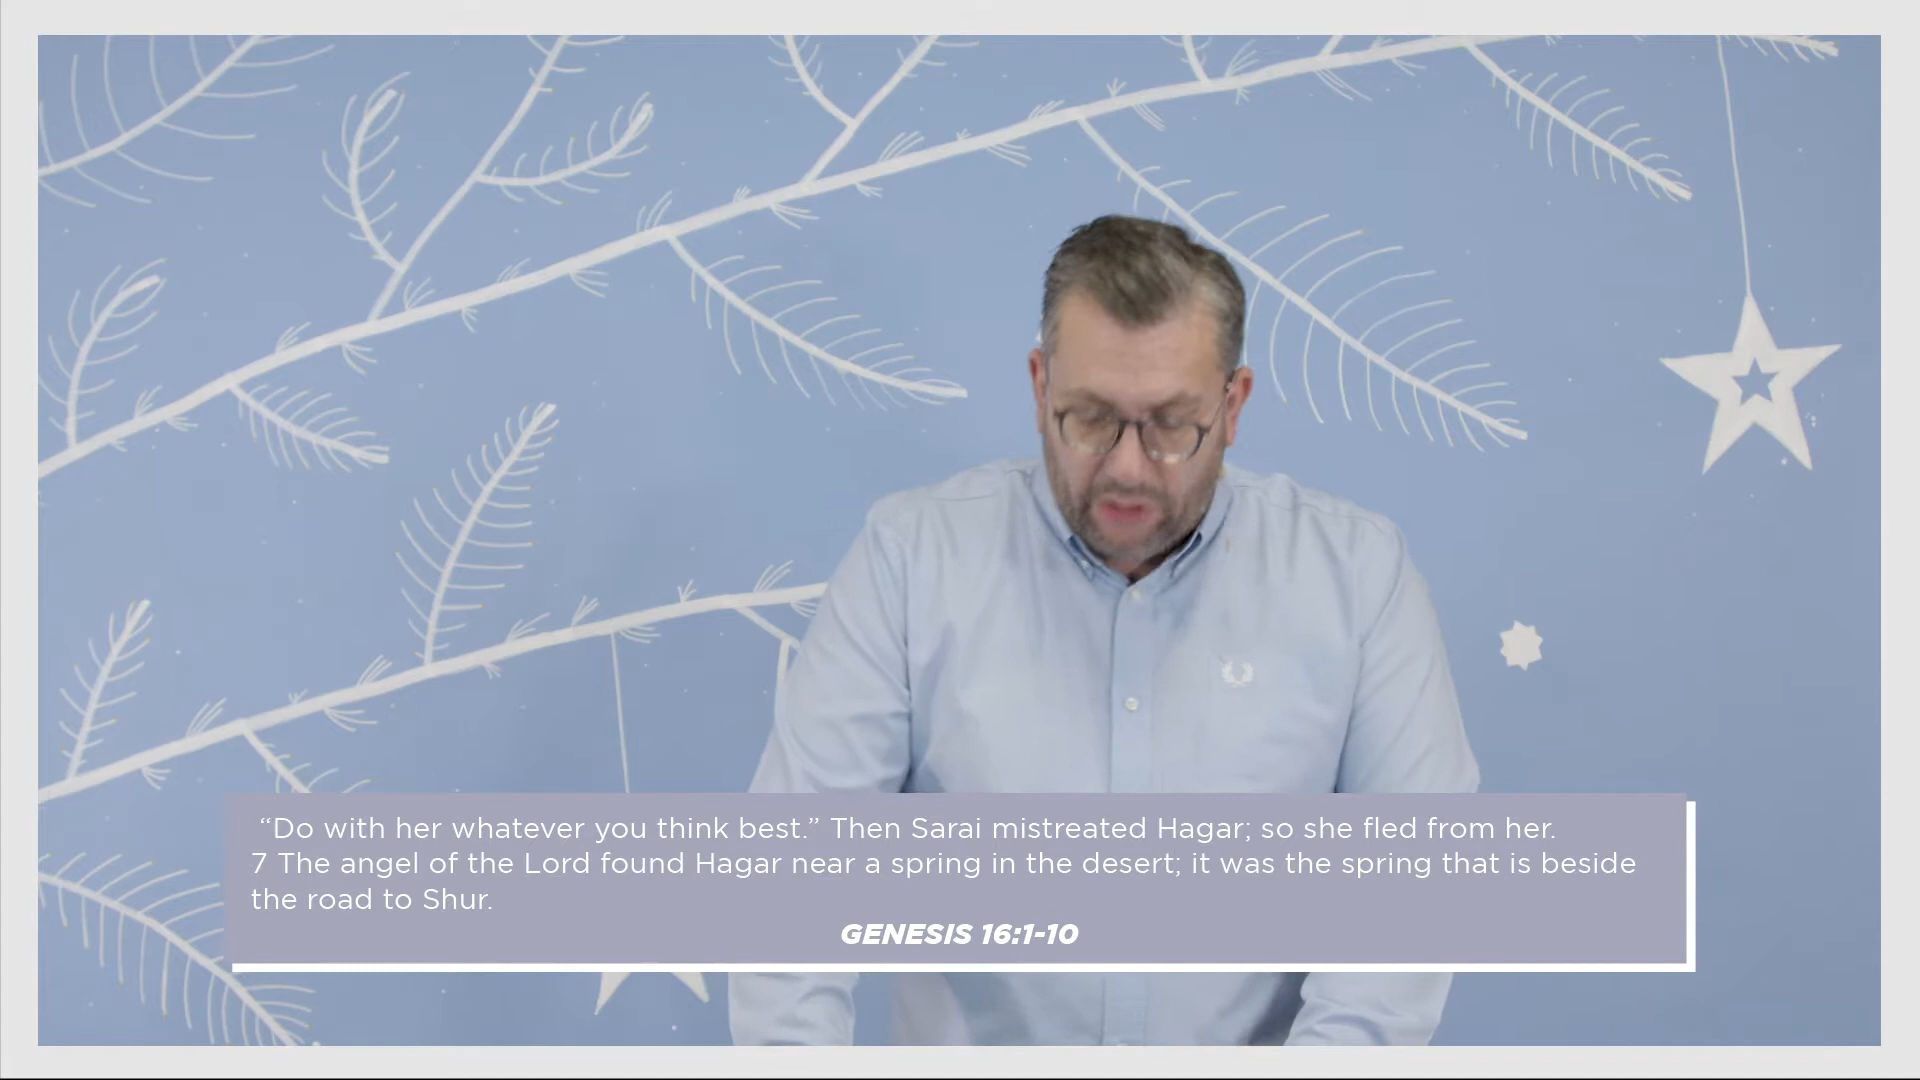 “Do with her whatever you think best.” Then Sarai mistreated Hagar; so she fled from her.
7 The angel of the Lord found Hagar near a spring in the desert; it was the spring that is beside
the road to Shur.
GENESIS 16:1-10